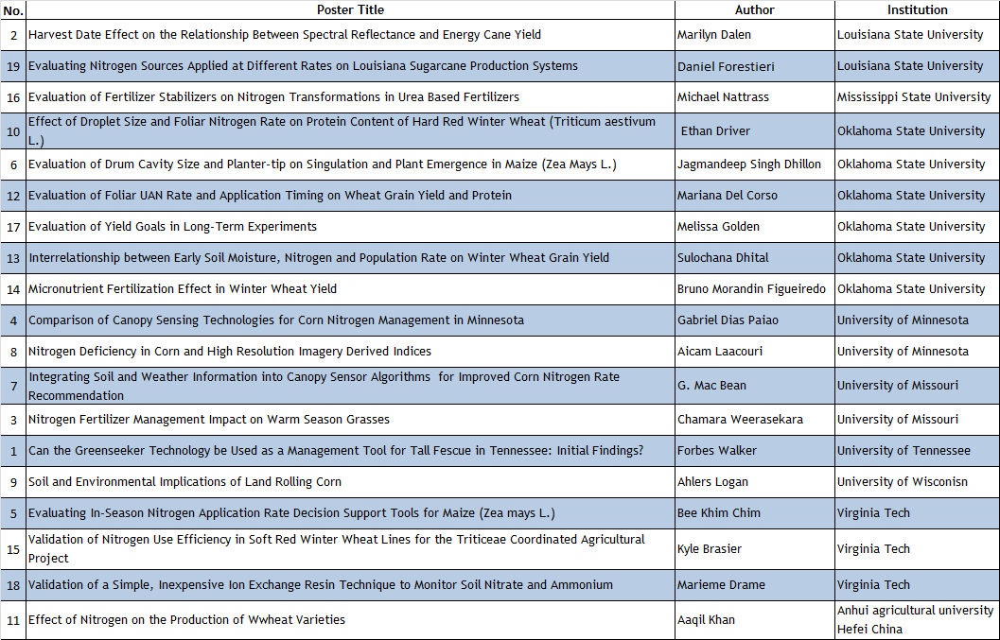 No. Poster Title Author Institution
2 Harvest Date Effect on the Relationship Between Spectral Reflectance and Energy Cane Yield Marilyn Dalen Louisiana State University
19 Evaluating Nitrogen Sources Applied at Different Rates on Louisiana Sugarcane Production Systems Daniel Forestieri Louisiana State University
16 Evaluation of Fertilizer Stabilizers on Nitrogen Transformations in Urea Based Fertilizers Michael Nattrass Mississippi State University
10 Effect of Droplet Size and Foliar Nitrogen Rate on Protein Content of Hard Red Winter Wheat (Triticum aestivum
L.) Ethan Driver Oklahoma State University
6 Evaluation of Drum Cavity Size and Planter-tip on Singulation and Plant Emergence in Maize (Zea Mays L.) Jagmandeep Singh Dhillon Oklahoma State University
12 Evaluation of Foliar UAN Rate and Application Timing on Wheat Grain Yield and Protein Mariana Del Corso Oklahoma State University
17 Evaluation of Yield Goals in Long-Term Experiments Melissa Golden Oklahoma State University
13 Interrelationship between Early Soil Moisture, Nitrogen and Population Rate on Winter Wheat Grain Yield Sulochana Dhital Oklahoma State University
14 Micronutrient Fertilization Effect in Winter Wheat Yield Bruno Morandin Figueiredo Oklahoma State University
4 Comparison of Canopy Sensing Technologies for Corn Nitrogen Management in Minnesota Gabriel Dias Paiao University of Minnesota
8 Nitrogen Deficiency in Corn and High Resolution Imagery Derived Indices Aicam Laacouri University of Minnesota
7 Integrating Soil and Weather Information into Canopy Sensor Algorithms for Improved Corn Nitrogen Rate
Recommendation G. Mac Bean University of Missouri
3 Nitrogen Fertilizer Management Impact on Warm Season Grasses Chamara Weerasekara University of Missouri
1 Can the Greenseeker Technology be Used as a Management Tool for Tall Fescue in Tennessee: Initial Findings? Forbes Walker University of Tennessee
9 Soil and Environmental Implications of Land Rolling Corn Ahlers Logan University of Wisconisn
5 Evaluating In-Season Nitrogen Application Rate Decision Support Tools for Maize (Zea mays L.) Bee Khim Chim Virginia Tech
15 Validation of Nitrogen Use Efficiency in Soft Red Winter Wheat Lines for the Triticeae Coordinated Agricultural
Project Kyle Brasier Virginia Tech
18 Validation of a Simple, Inexpensive Ion Exchange Resin Technique to Monitor Soil Nitrate and Ammonium Marieme Drame Virginia Tech
11 Effect of Nitrogen on the Production of Wwheat Varieties Aaqil Khan Anhui agricultural university
Hefei China